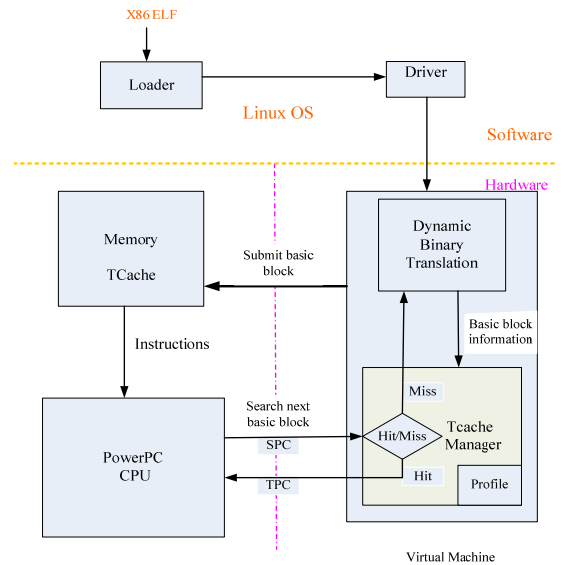 X86 ELF
Loader
Driver
Linux OS
Software
Hardware
Memory
TCache
Submit basic
block
Dynamic
Binary
Translation
Instructions
Basic block
information
Search next
basic block
SPC
TPC
PowerPC
CPU
Miss
Hit/Miss
Tcache
Manager
Hit
Profile
Virtual Machine